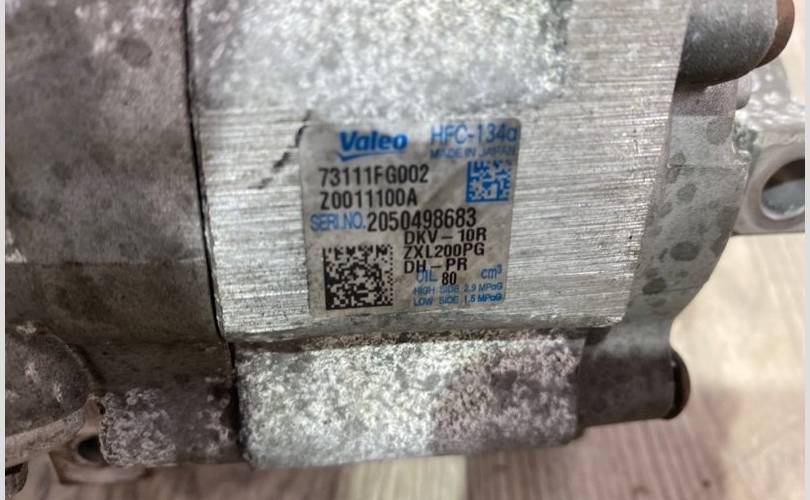 Valeo HFC-134a
MADE IN JAPAN
73111FG002
Z0011100A
SERI.NO. 2050498683
DKV-10R
ZXL200PG
DH-PR
OIL 80 cm³
HIGH SIDE 2.9 MPaG
LOW SIDE 1.5 MPaG